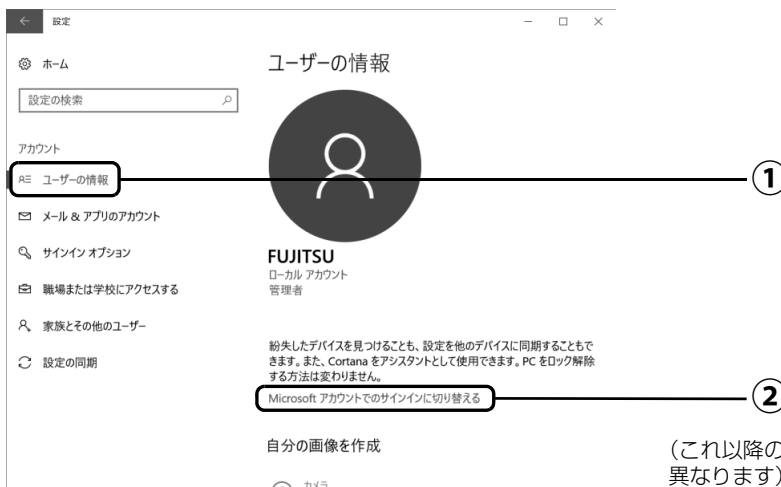 設定
ホーム
設定の検索
アカウント
ユーザーの情報
メール & アプリのアカウント
サインイン オプション
職場または学校にアクセスする
家族とその他のユーザー
設定の同期
ユーザーの情報
FUJITSU
ローカル アカウント
管理者
紛失したデバイスを見つけることも、設定を他のデバイスに同期することもで
きます。また、Cortana をアシスタントとして使用できます。PC をロック解除
する方法は変わりません。
Microsoft アカウントでのサインインに切り替える
自分の画像を作成
カメラ
①
②
（これ以降の
異なります）